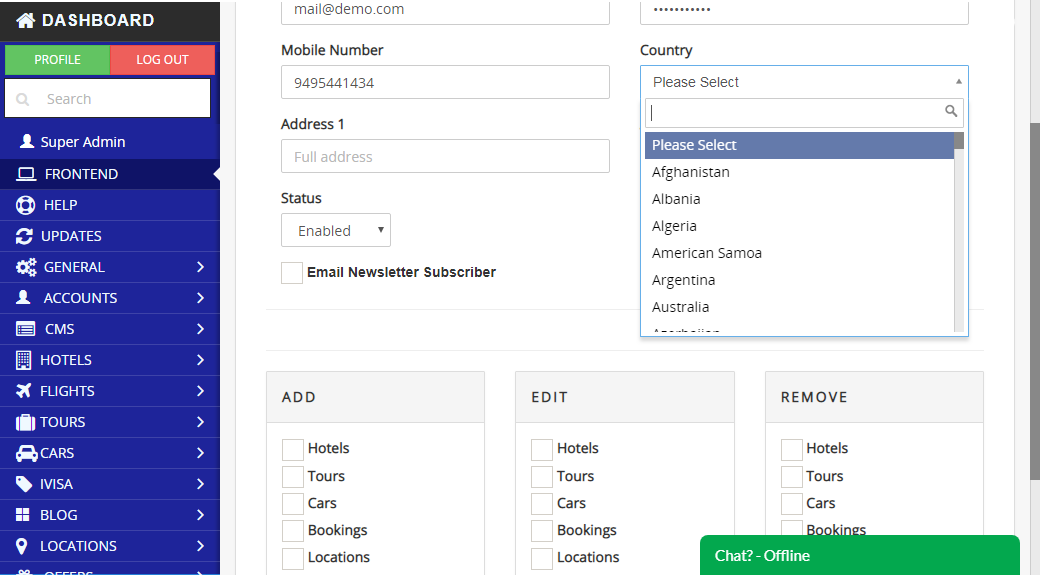 DASHBOARD
PROFILE
LOG OUT
Search
Super Admin
FRONTEND
HELP
UPDATES
GENERAL
ACCOUNTS
CMS
HOTELS
FLIGHTS
TOURS
CARS
IVISA
BLOG
LOCATIONS
OFFERS
mail@demo.com
•••••••••••
Mobile Number
9495441434
Country
Please Select
Please Select
Afghanistan
Albania
Algeria
American Samoa
Argentina
Australia
Azerbaijan
Address 1
Full address
Status
Enabled
Email Newsletter Subscriber
ADD
Hotels
Tours
Cars
Bookings
Locations
EDIT
Hotels
Tours
Cars
Bookings
Locations
REMOVE
Hotels
Tours
Cars
Bookings
Chat? - Offline